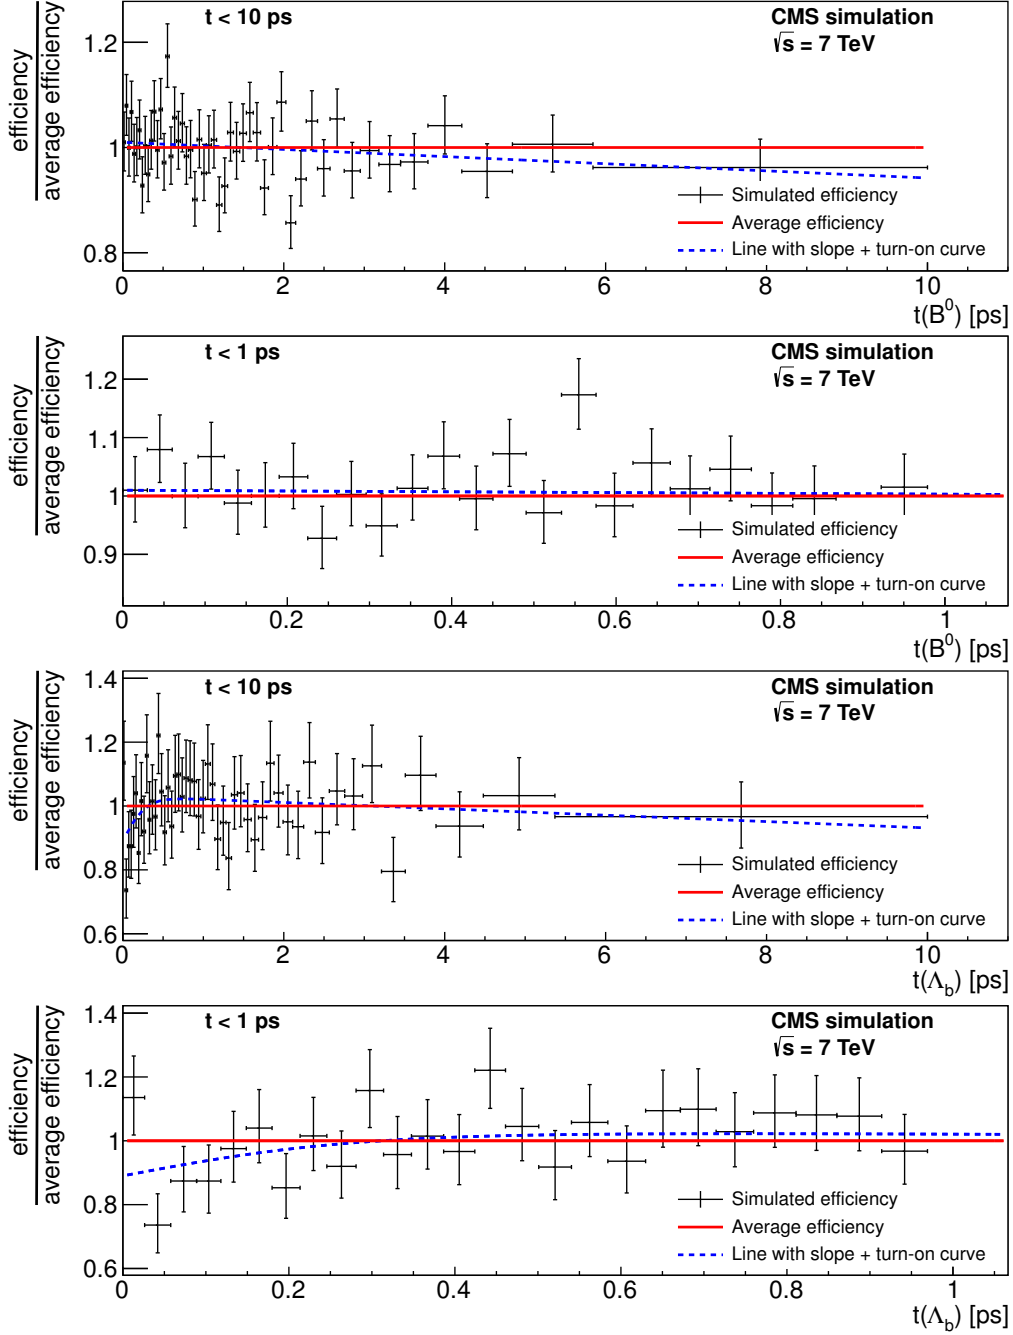 t < 10 ps
CMS simulation
√s = 7 TeV
efficiency
average efficiency
1.2
1
0.8
Simulated efficiency
Average efficiency
Line with slope + turn-on curve
0 2 4 6 8 10
t(B⁰) [ps]
t < 1 ps
CMS simulation
√s = 7 TeV
efficiency
average efficiency
1.2
1.1
1
0.9
Simulated efficiency
Average efficiency
Line with slope + turn-on curve
0 0.2 0.4 0.6 0.8 1
t(B⁰) [ps]
t < 10 ps
CMS simulation
√s = 7 TeV
efficiency
average efficiency
1.4
1.2
1
0.8
0.6
Simulated efficiency
Average efficiency
Line with slope + turn-on curve
0 2 4 6 8 10
t(Λ_b) [ps]
t < 1 ps
CMS simulation
√s = 7 TeV
efficiency
average efficiency
1.4
1.2
1
0.8
0.6
Simulated efficiency
Average efficiency
Line with slope + turn-on curve
0 0.2 0.4 0.6 0.8 1
t(Λ_b) [ps]